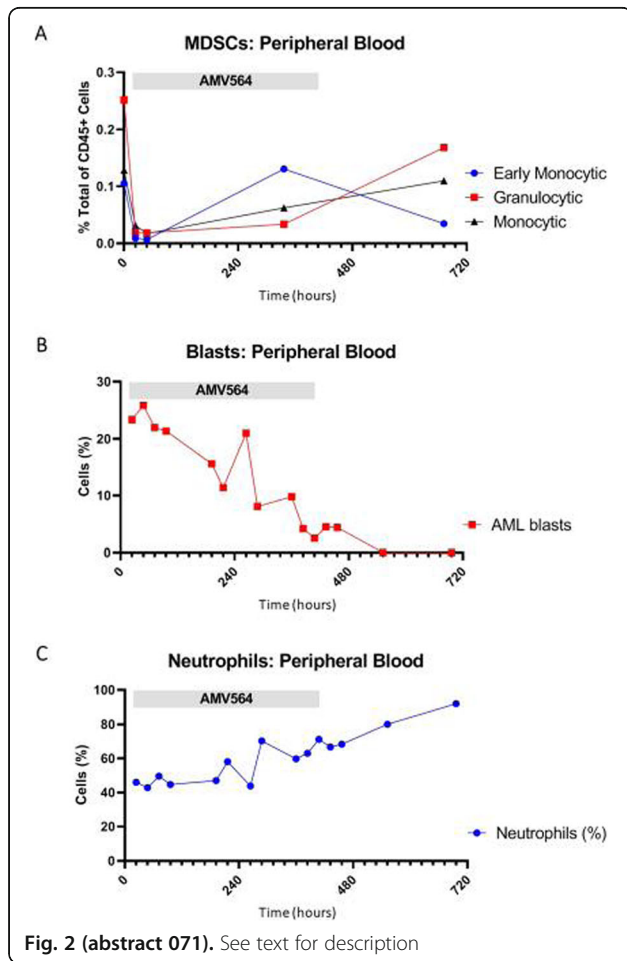 A
MDSCs: Peripheral Blood
AMV564
% Total of CD45+ Cells
0.3
0.2
0.1
0.0
0
240
480
720
Time (hours)
Early Monocytic
Granulocytic
Monocytic
B
Blasts: Peripheral Blood
AMV564
Cells (%)
30
20
10
0
0
240
480
720
Time (hours)
AML blasts
C
Neutrophils: Peripheral Blood
AMV564
Cells (%)
100
80
60
40
20
0
0
240
480
720
Time (hours)
Neutrophils (%)
Fig. 2 (abstract 071). See text for description